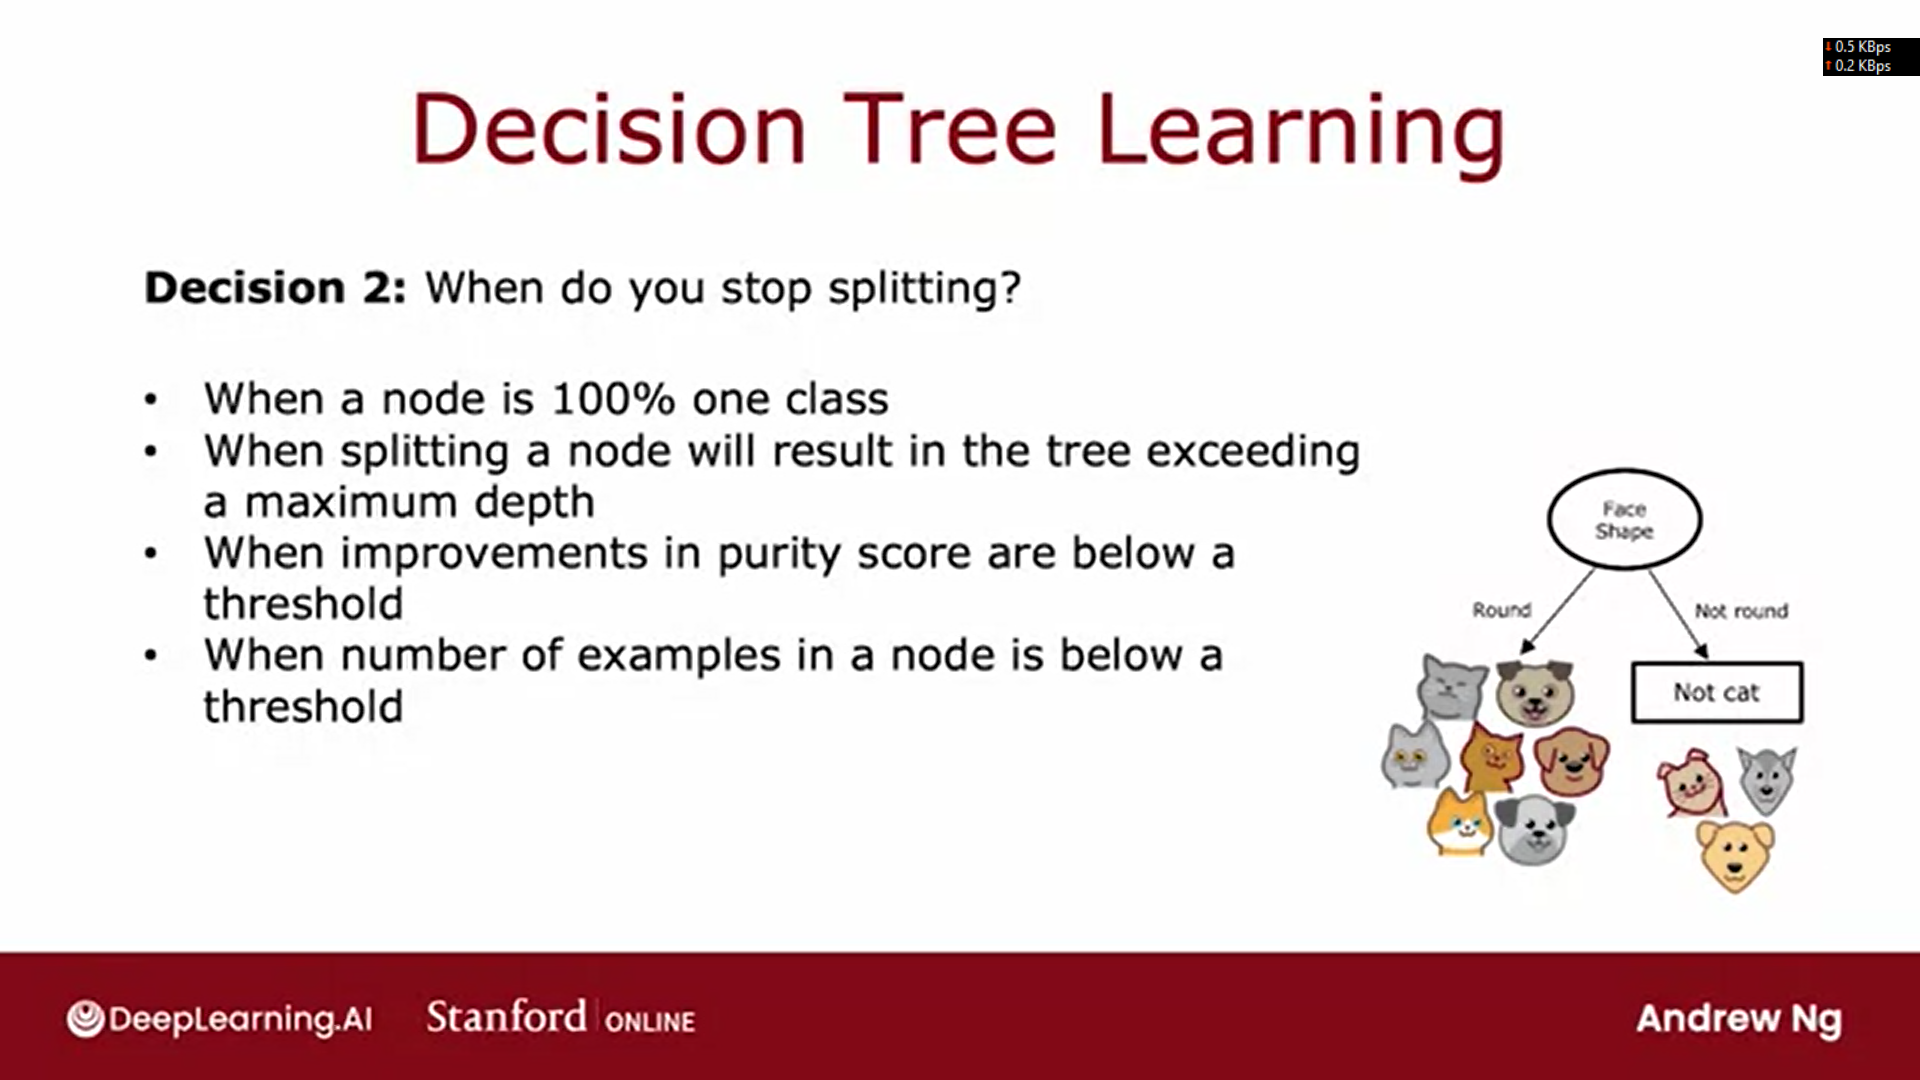 ↓ 0.5 KBps
↑ 0.2 KBps
Decision Tree Learning
Decision 2: When do you stop splitting?
• When a node is 100% one class
• When splitting a node will result in the tree exceeding
a maximum depth
• When improvements in purity score are below a
threshold
• When number of examples in a node is below a
threshold
Face
Shape
Round
Not round
Not cat
DeepLearning.AI
Stanford | ONLINE
Andrew Ng